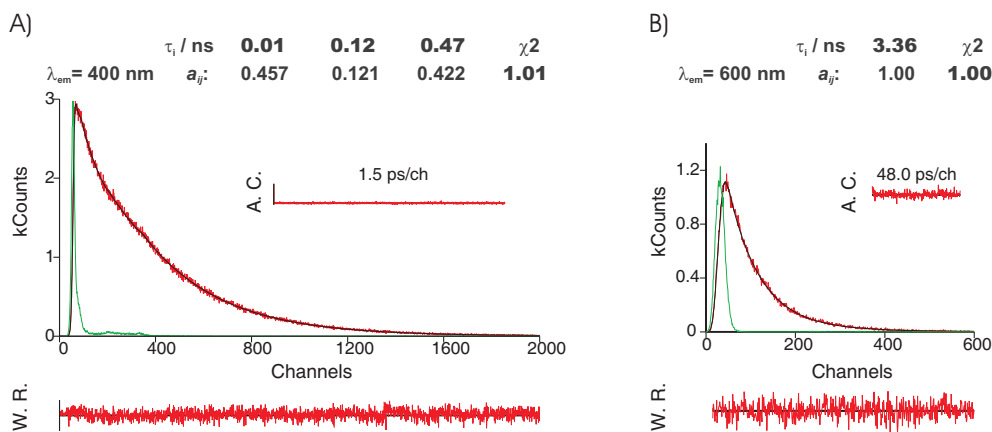 A)
τi / ns 0.01 0.12 0.47 χ2
λem= 400 nm aij: 0.457 0.121 0.422 1.01
3
2
1
0
kCounts
A. C.
1.5 ps/ch
0 400 800 1200 1600 2000
Channels
W. R.
B)
τi / ns 3.36 χ2
λem= 600 nm aij: 1.00 1.00
1.2
0.8
0.4
0
kCounts
A. C.
48.0 ps/ch
0 200 400 600
Channels
W. R.